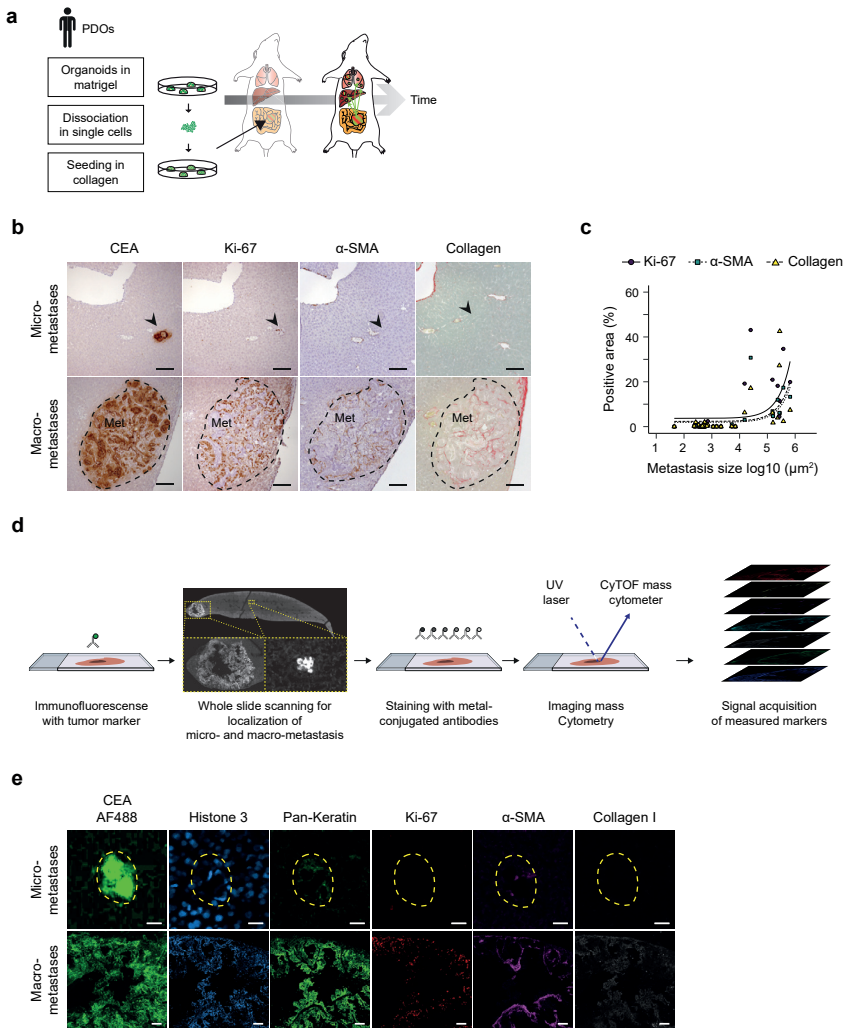 a
PDOs
Organoids in
matrigel
Dissociation
in single cells
Seeding in
collagen
Time
b
CEA
Ki-67
α-SMA
Collagen
Micro-
metastases
Macro-
metastases
Met
Met
Met
Met
c
Ki-67
α-SMA
Collagen
Positive area (%)
60
40
20
0
1 2 3 4 5 6
Metastasis size log10 (μm²)
d
UV
laser
CyTOF mass
cytometer
Immunofluorescense
with tumor marker
Whole slide scanning for
localization of
micro- and macro-metastasis
Staining with metal-
conjugated antibodies
Imaging mass
Cytometry
Signal acquisition
of measured markers
e
CEA
AF488
Histone 3
Pan-Keratin
Ki-67
α-SMA
Collagen I
Micro-
metastases
Macro-
metastases